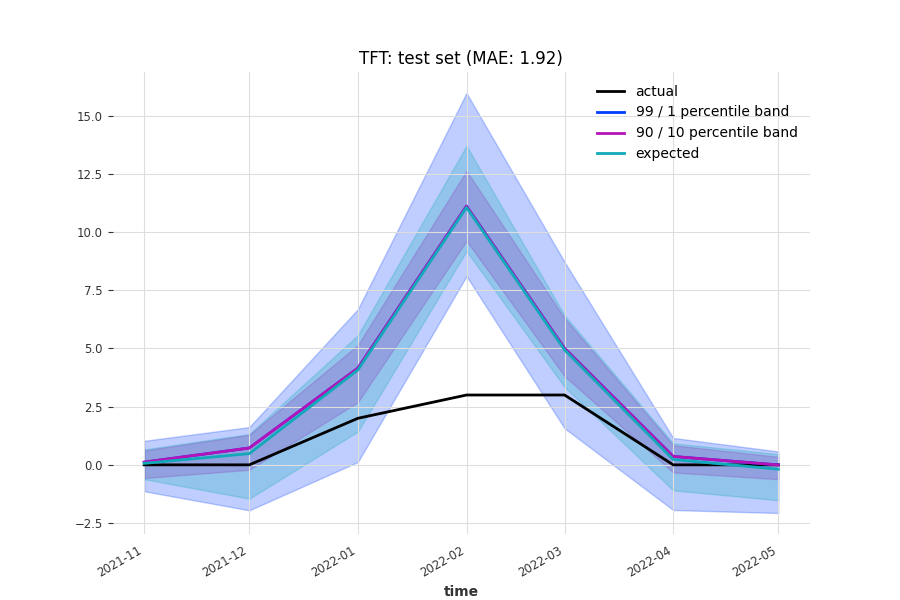 TFT: test set (MAE: 1.92)
actual
99 / 1 percentile band
90 / 10 percentile band
expected
15.0
12.5
10.0
7.5
5.0
2.5
0.0
−2.5
2021-11
2021-12
2022-01
2022-02
2022-03
2022-04
2022-05
time